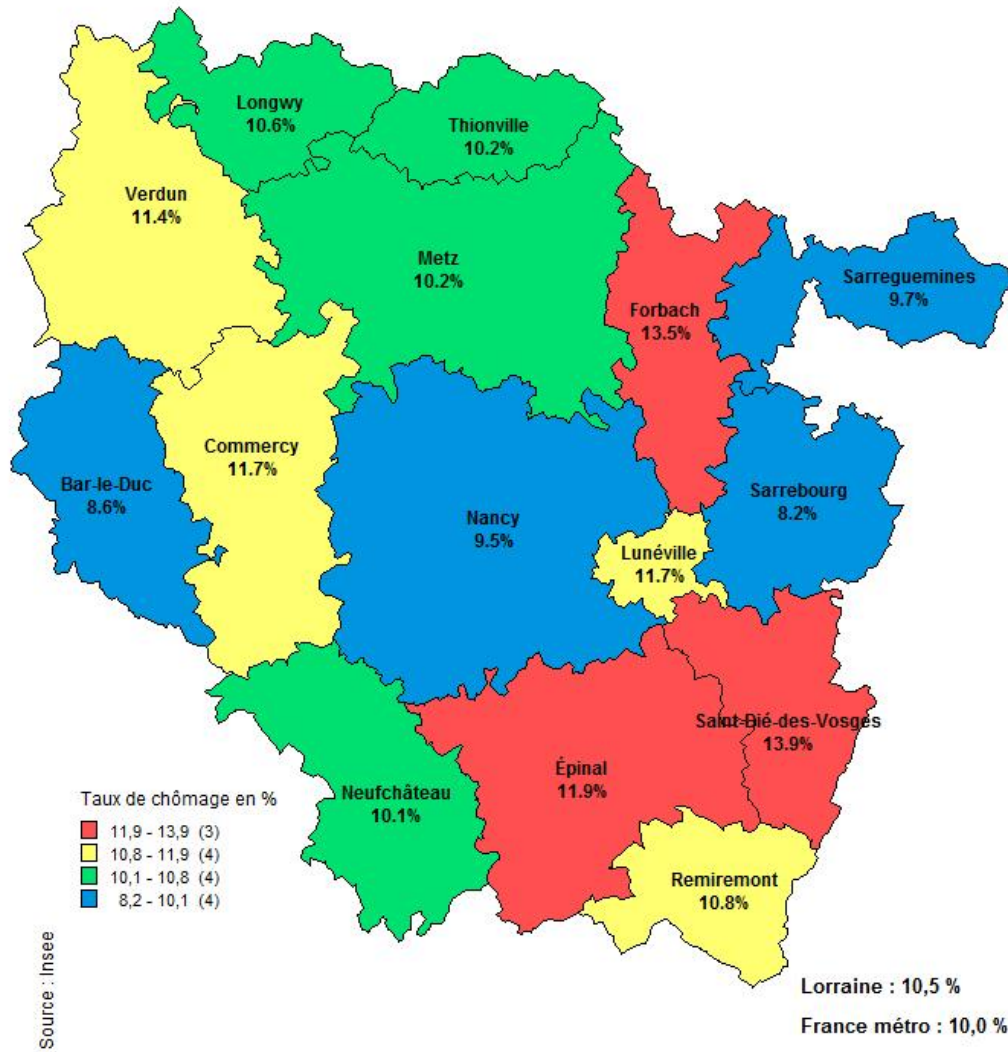 Longwy
10.6%
Thionville
10.2%
Verdun
11.4%
Metz
10.2%
Sarreguemines
9.7%
Forbach
13.5%
Commercy
11.7%
Bar-le-Duc
8.6%
Sarrebourg
8.2%
Nancy
9.5%
Lunéville
11.7%
Saint-Dié-des-Vosges
13.9%
Épinal
11.9%
Neufchâteau
10.1%
Remiremont
10.8%
Taux de chômage en %
11,9 - 13,9 (3)
10,8 - 11,9 (4)
10,1 - 10,8 (4)
8,2 - 10,1 (4)
Source : Insee
Lorraine : 10,5 %
France métro : 10,0 %